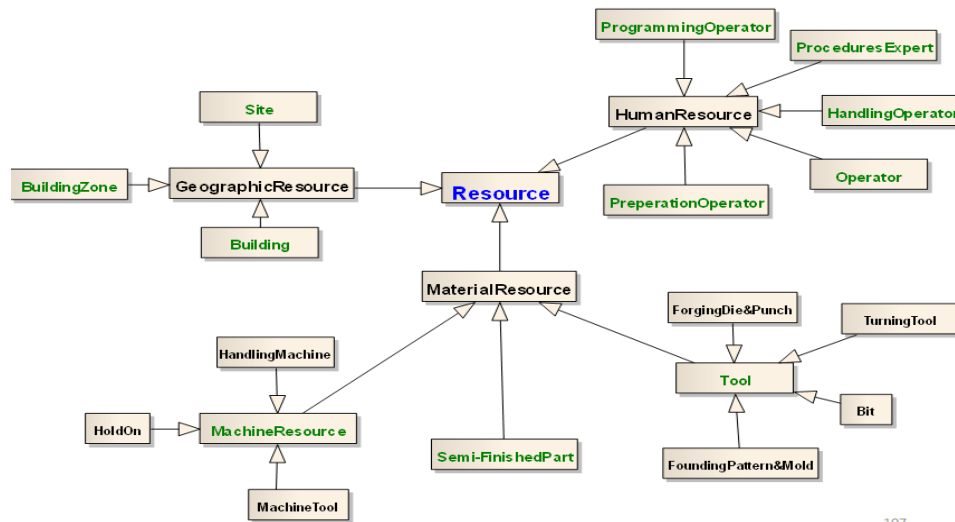 ProgrammingOperator
ProceduresExpert
Site
HumanResource
HandlingOperator
BuildingZone
GeographicResource
Resource
Operator
PreperationOperator
Building
MaterialResource
ForgingDie&Punch
TurningTool
HandlingMachine
Tool
HoldOn
MachineResource
Bit
Semi-FinishedPart
FoundingPattern&Mold
MachineTool